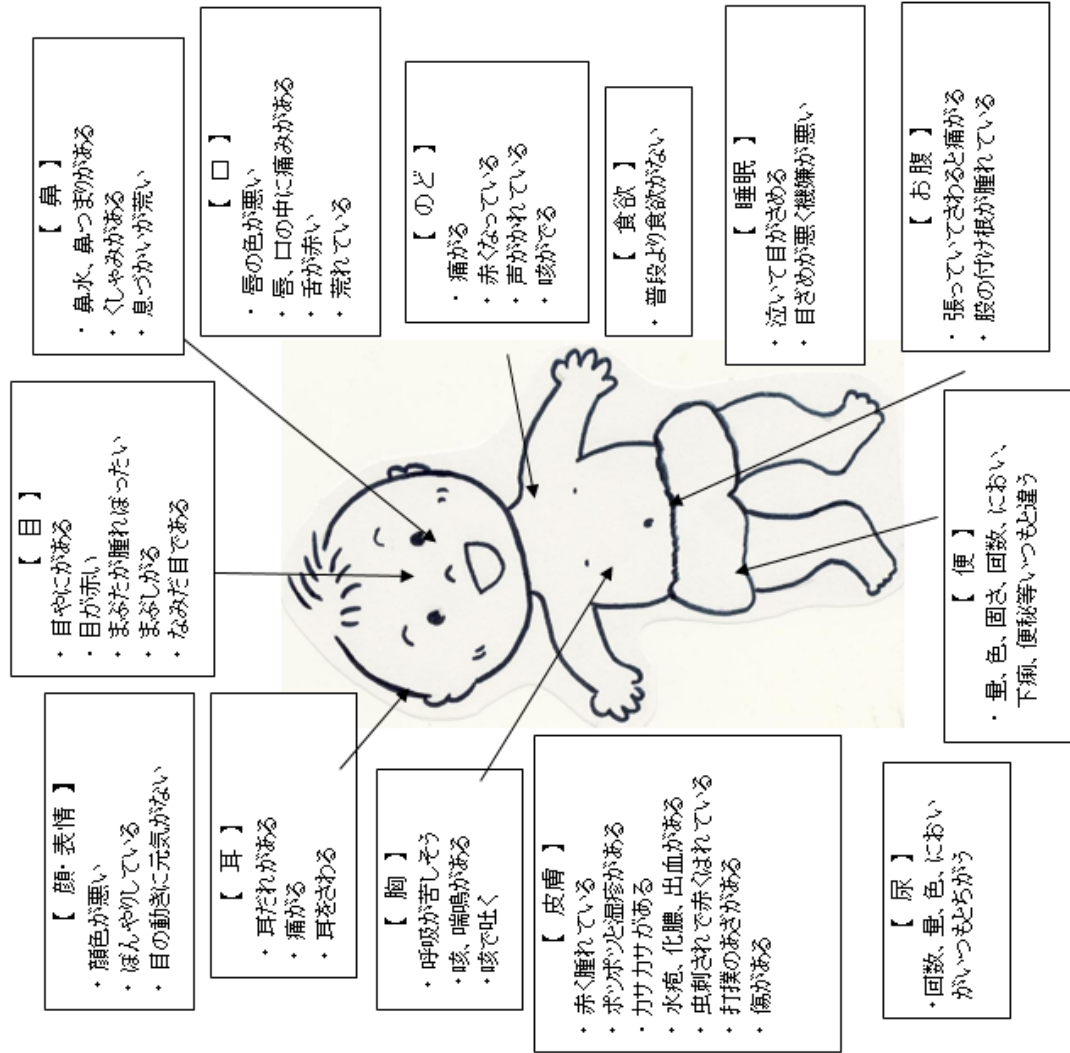 【 顔・表情 】
・ 顔色が悪い
・ ぼんやりしている
・ 目の動きに元気がない
【 目 】
・ 目やにがある
・ 目が赤い
・ まぶたが腫れぼったい
・ まぶしがる
・ なみだ目である
【 鼻 】
・ 鼻水、鼻つまりがある
・ くしゃみがある
・ 息づかいが荒い
【 耳 】
・ 耳だれがある
・ 痛がる
・ 耳をさわる
【 口 】
・ 唇の色が悪い
・ 唇、口の中に痛みがある
・ 舌が赤い
・ 荒れている
【 胸 】
・ 呼吸が苦しそう
・ 咳、喘鳴がある
・ 咳で吐く
【 のど 】
・ 痛がる
・ 赤くなっている
・ 声がかれている
・ 咳がでる
【 皮膚 】
・ 赤く腫れている
・ ポツポツと湿疹がある
・ カサカサがある
・ 水疱、化膿、出血がある
・ 虫刺されで赤くはれている
・ 打撲のあざがある
・ 傷がある
【 食欲 】
・ 普段より食欲がない
【 睡眠 】
・ 泣いて目がさめる
・ 目ざめが悪く機嫌が悪い
【 お腹 】
・ 張っていてさわると痛がる
・ 股の付け根が腫れている
【 尿 】
・回数、量、色、におい
がいつもとちがう
【 便 】
・ 量、色、固さ、回数、におい、
下痢、便秘等いつもと違う